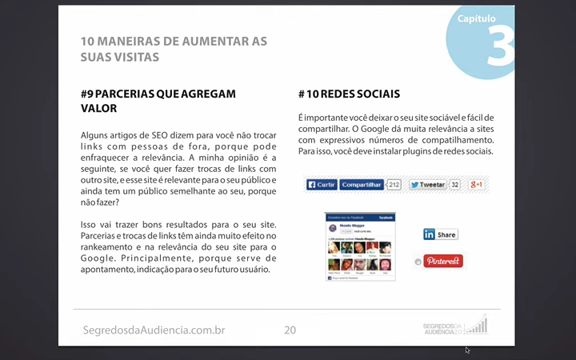 Capítulo
3
10 MANEIRAS DE AUMENTAR AS
SUAS VISITAS
#9 PARCERIAS QUE AGREGAM
VALOR
Alguns artigos de SEO dizem para você não trocar
links com pessoas de fora, porque pode
enfraquecer a relevância. A minha opinião é a
seguinte, se você quer fazer trocas de links com
outro site, e esse site é relevante para o seu público e
ainda tem um público semelhante ao seu, porque
não fazer?
Isso vai trazer bons resultados para o seu site.
Parcerias e trocas de links têm ainda muito efeito no
rankeamento e na relevância do seu site para o
Google. Principalmente, porque serve de
apontamento, indicação para o seu futuro usuário.
# 10 REDES SOCIAIS
É importante você deixar o seu site sociável e fácil de
compartilhar. O Google dá muita relevância a sites
com expressivos números de compatilhamento.
Para isso, você deve instalar plugins de redes sociais.
Curtir Compartilhar 212 Tweetar 32 +1
facebook
in Share
Pinterest
SegredosdaAudiencia.com.br
20
SEGREDOSDA
AUDIÊNCIA